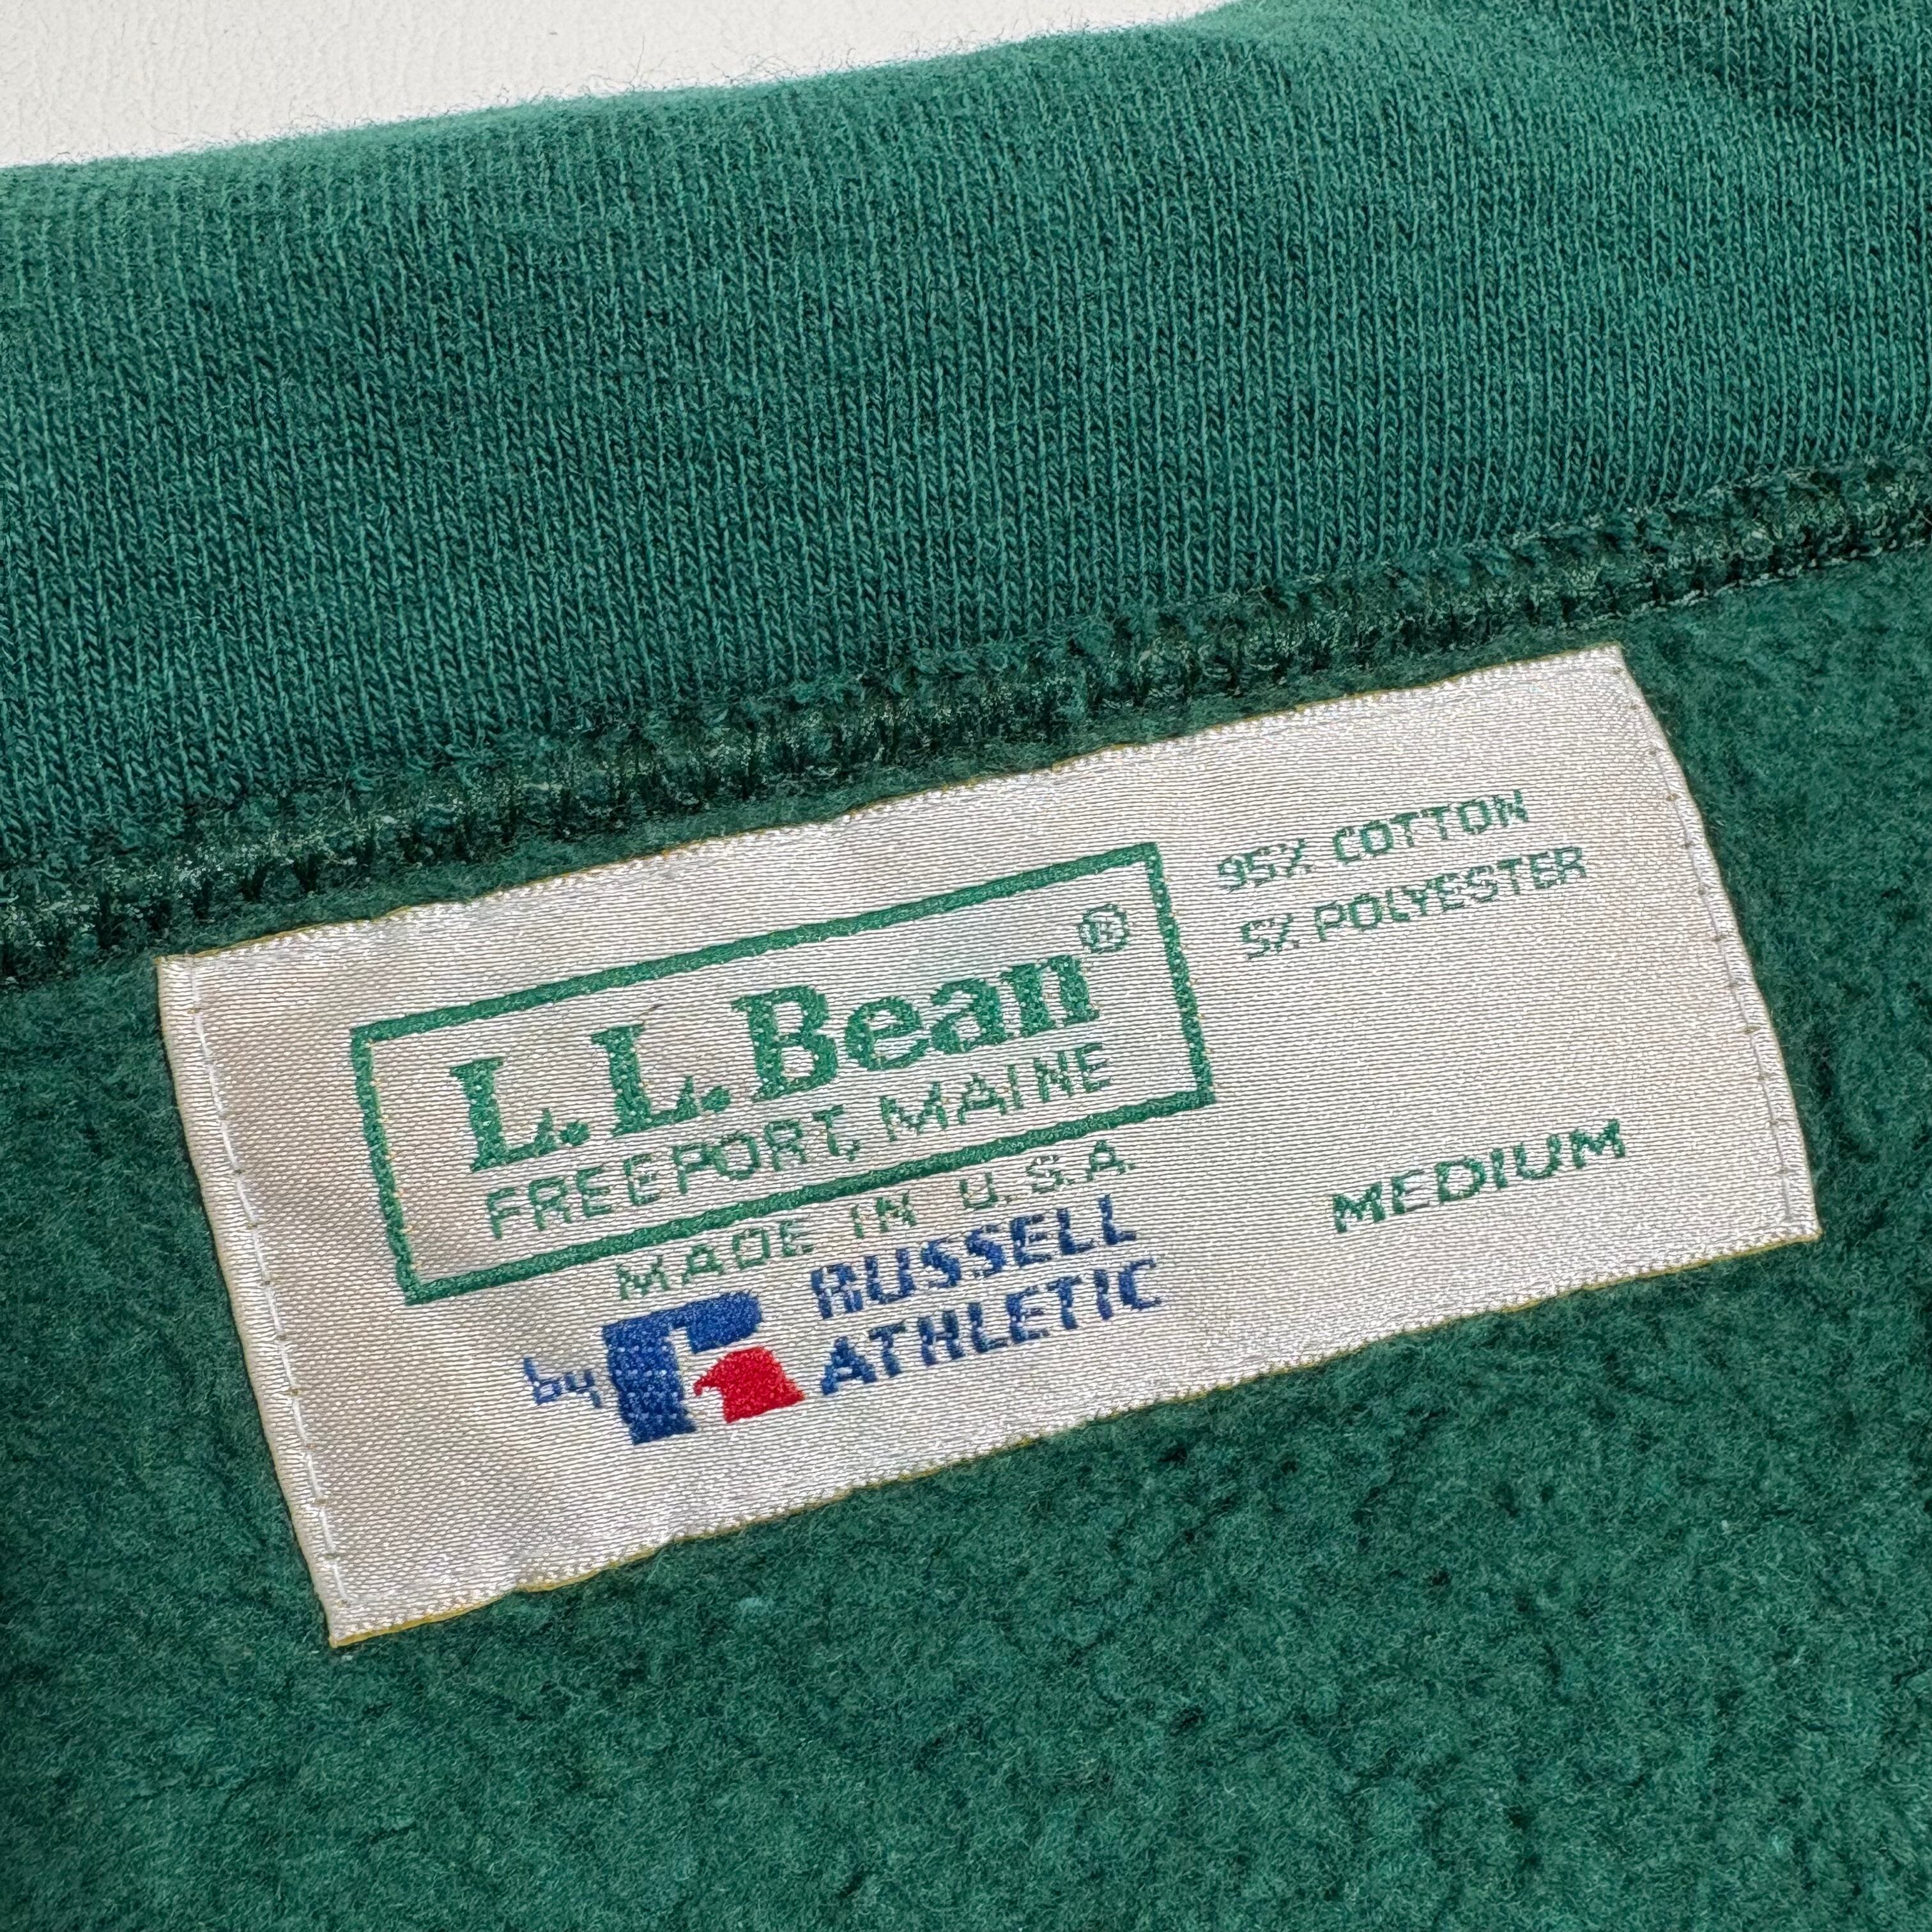 L.L.Bean®
FREEPORT, MAINE
MADE IN U.S.A.
by RUSSELL
ATHLETIC
95% COTTON
5% POLYESTER
MEDIUM